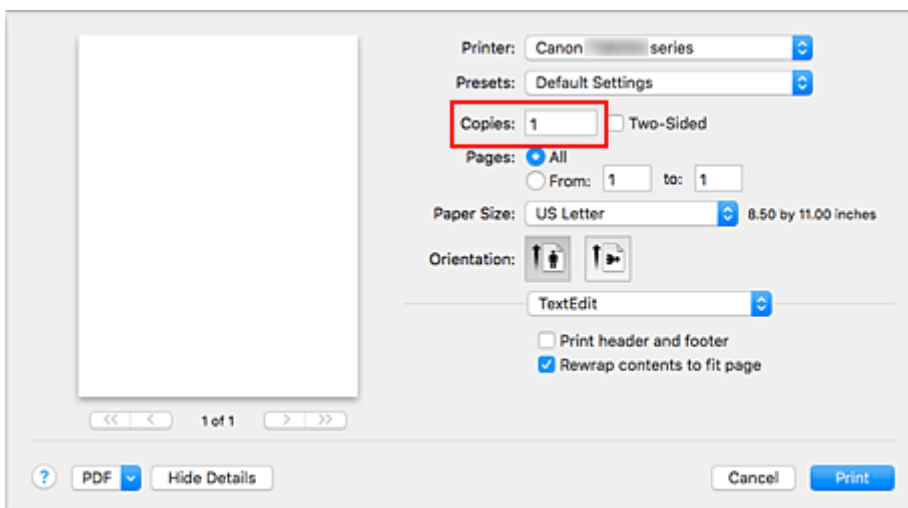 Printer: Canon series
Presets: Default Settings
Copies: 1 Two-Sided
Pages: All
From: 1 to: 1
Paper Size: US Letter 8.50 by 11.00 inches
Orientation:
TextEdit
Print header and footer
Rewrap contents to fit page
<< < 1 of 1 > >>
? PDF Hide Details Cancel Print